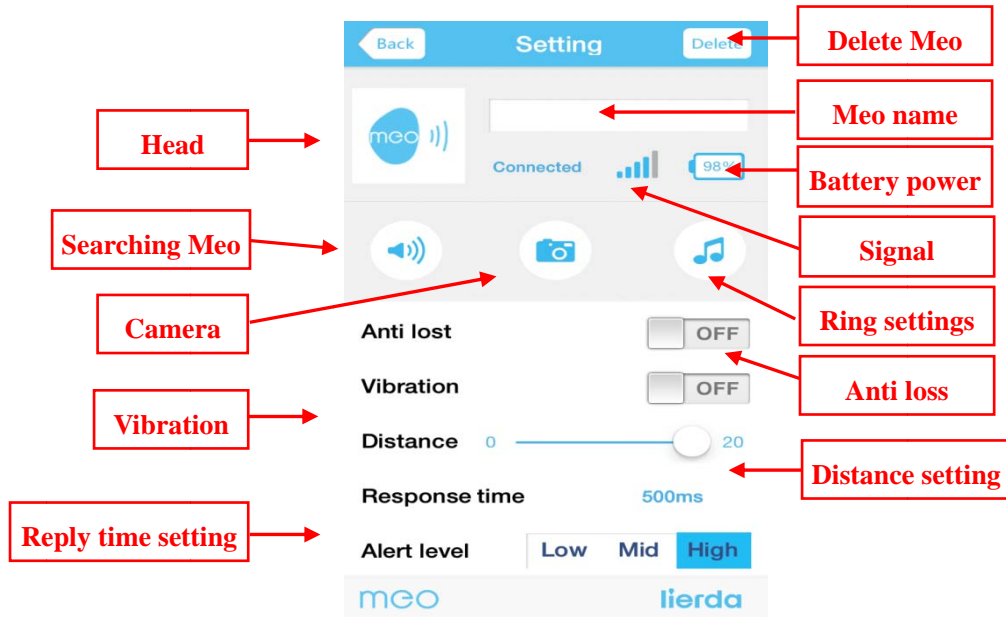 Back
Setting
Delete
Delete Meo
meo
Meo name
Head
Connected
98%
Battery power
Searching Meo
Signal
Camera
Ring settings
Anti lost
OFF
Anti loss
Vibration
OFF
Vibration
Distance
0
20
Distance setting
Response time
500ms
Reply time setting
Alert level
Low
Mid
High
meo
lierda